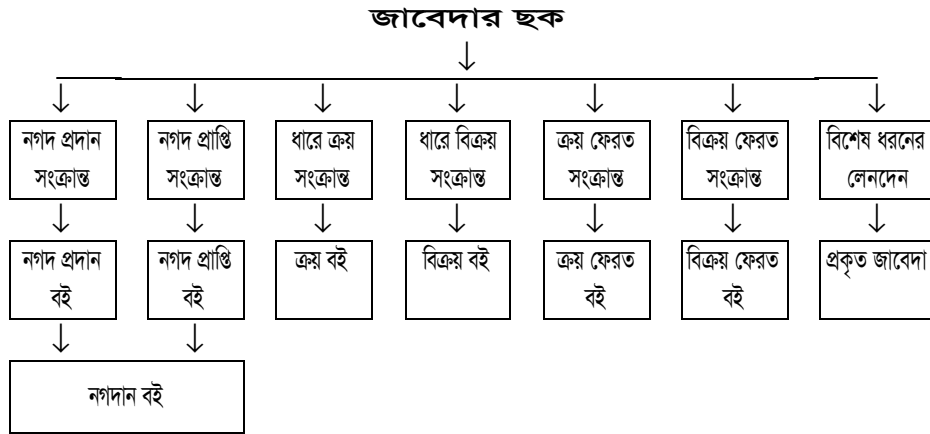 জাবেদার ছক
নগদ প্রদান সংক্রান্ত
নগদ প্রাপ্তি সংক্রান্ত
ধারে ক্রয় সংক্রান্ত
ধারে বিক্রয় সংক্রান্ত
ক্রয় ফেরত সংক্রান্ত
বিক্রয় ফেরত সংক্রান্ত
বিশেষ ধরনের লেনদেন
নগদ প্রদান বই
নগদ প্রাপ্তি বই
ক্রয় বই
বিক্রয় বই
ক্রয় ফেরত বই
বিক্রয় ফেরত বই
প্রকৃত জাবেদা
নগদান বই